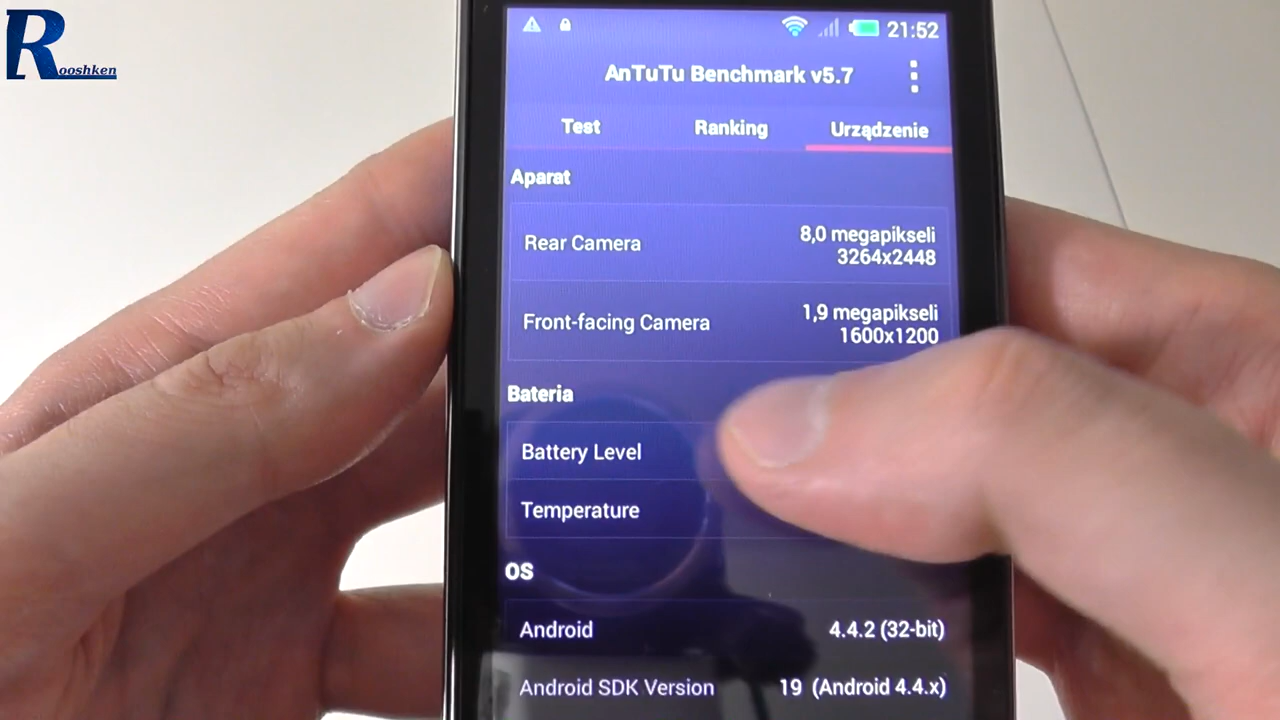 Rooshken
21:52
AnTuTu Benchmark v5.7
Test Ranking Urządzenie
Aparat
Rear Camera 8,0 megapikseli
3264x2448
Front-facing Camera 1,9 megapikseli
1600x1200
Bateria
Battery Level
Temperature
OS
Android 4.4.2 (32-bit)
Android SDK Version 19 (Android 4.4.x)